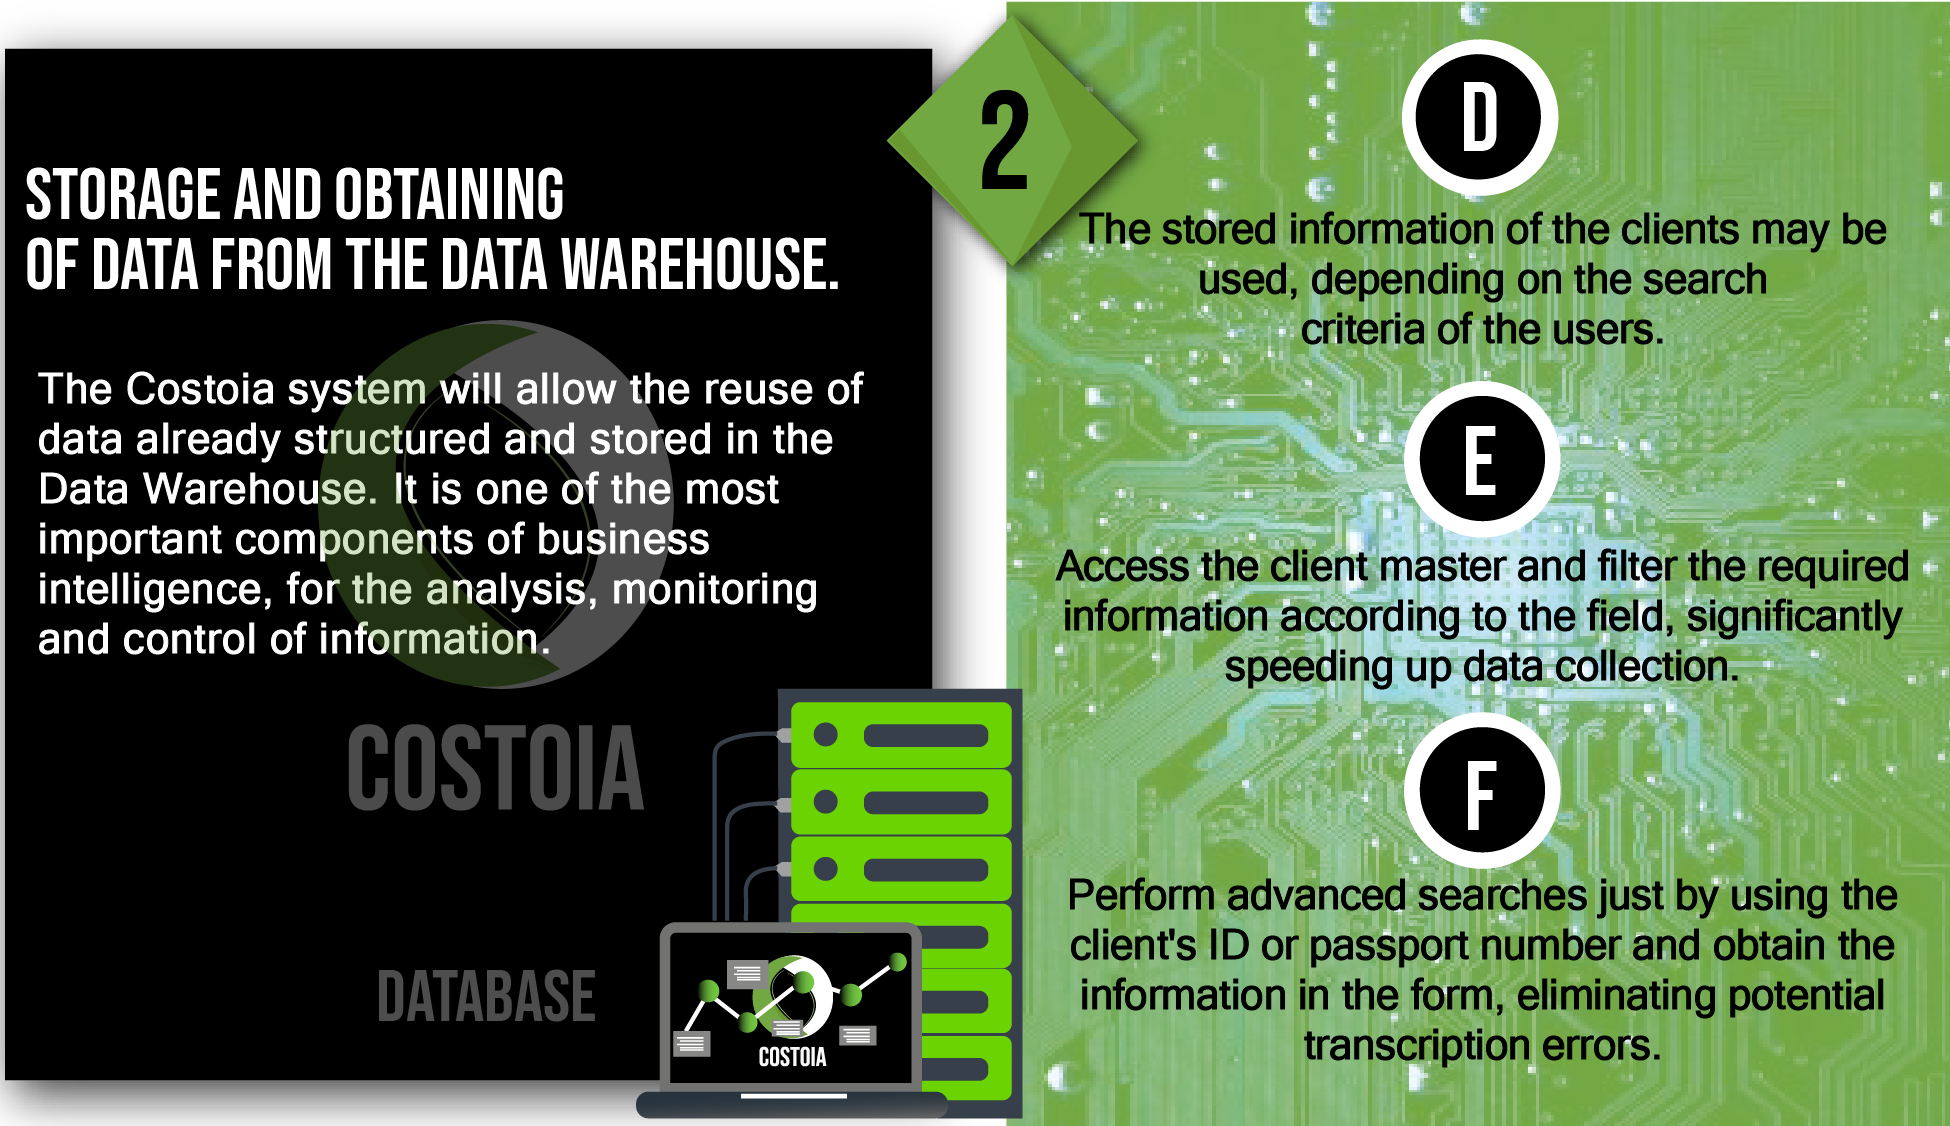 STORAGE AND OBTAINING
OF DATA FROM THE DATA WAREHOUSE.
The Costoia system will allow the reuse of
data already structured and stored in the
Data Warehouse. It is one of the most
important components of business
intelligence, for the analysis, monitoring
and control of information.
COSTOIA
DATABASE
COSTOIA
2
D
The stored information of the clients may be
used, depending on the search
criteria of the users.
E
Access the client master and filter the required
information according to the field, significantly
speeding up data collection.
F
Perform advanced searches just by using the
client's ID or passport number and obtain the
information in the form, eliminating potential
transcription errors.